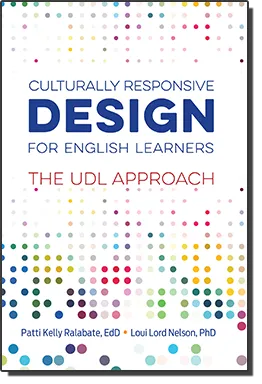 CULTURALLY RESPONSIVE
DESIGN
FOR ENGLISH LEARNERS
THE UDL APPROACH
Patti Kelly Ralabate, EdD • Loui Lord Nelson, PhD